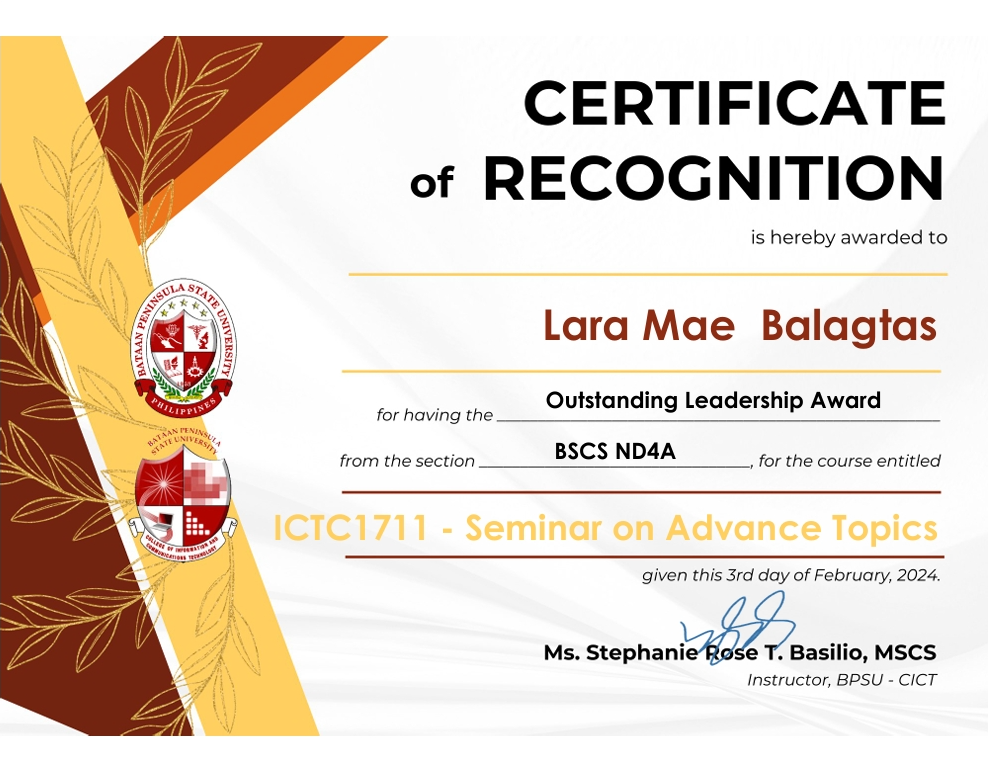 CERTIFICATE
of RECOGNITION
is hereby awarded to
Lara Mae Balagtas
for having the Outstanding Leadership Award
from the section BSCS ND4A, for the course entitled
ICTC1711 - Seminar on Advance Topics
given this 3rd day of February, 2024.
Ms. Stephanie Rose T. Basilio, MSCS
Instructor, BPSU - CICT
BATAAN PENINSULA STATE UNIVERSITY
PHILIPPINES
BATAAN PENINSULA
STATE UNIVERSITY
COLLEGE OF INFORMATION AND
COMMUNICATIONS TECHNOLOGY